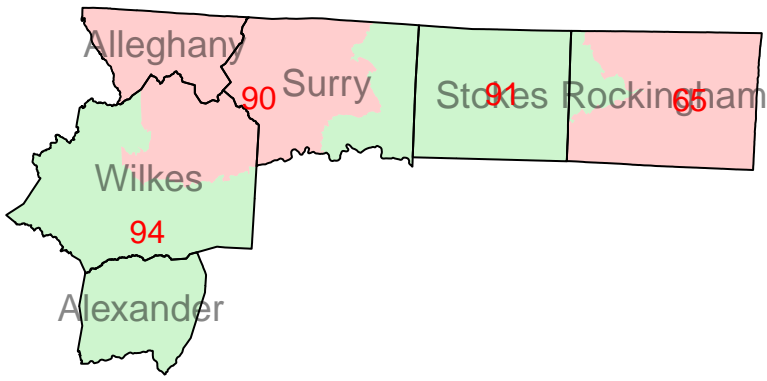 Alleghany
90
Surry
Stokes
91
Rockingham
65
Wilkes
94
Alexander